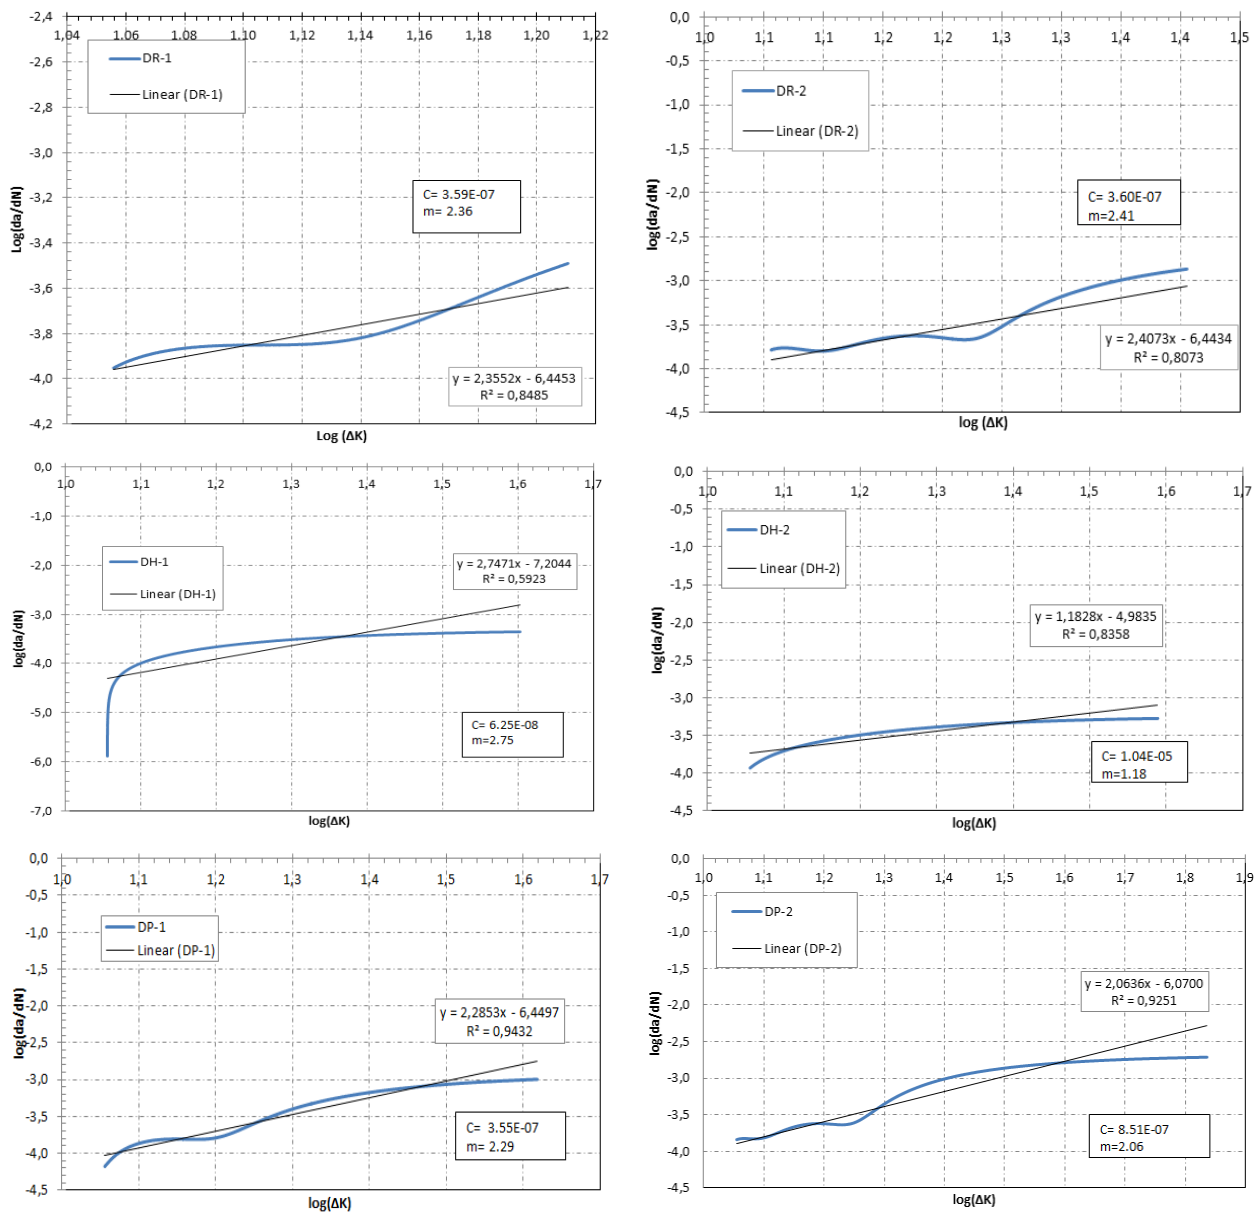 -2,4
1,04 1,06 1,08 1,10 1,12 1,14 1,16 1,18 1,20 1,22
DR-1
Linear (DR-1)
-2,6
-2,8
-3,0
-3,2
-3,4
-3,6
-3,8
-4,0
-4,2
Log(da/dN)
C= 3.59E-07
m= 2.36
y = 2,3552x - 6,4453
R² = 0,8485
Log (ΔK)
0,0
1,0 1,1 1,1 1,2 1,2 1,3 1,3 1,4 1,4 1,5
-0,5
-1,0
-1,5
-2,0
-2,5
-3,0
-3,5
-4,0
-4,5
log(da/dN)
DR-2
Linear (DR-2)
C= 3.60E-07
m=2.41
y = 2,4073x - 6,4434
R² = 0,8073
log (ΔK)
0,0
1,0 1,1 1,2 1,3 1,4 1,5 1,6 1,7
-1,0
-2,0
-3,0
-4,0
-5,0
-6,0
-7,0
log(da/dN)
DH-1
Linear (DH-1)
y = 2,7471x - 7,2044
R² = 0,5923
C= 6.25E-08
m=2.75
log(ΔK)
0,0
1,0 1,1 1,2 1,3 1,4 1,5 1,6 1,7
-0,5
-1,0
-1,5
-2,0
-2,5
-3,0
-3,5
-4,0
-4,5
log(da/dN)
DH-2
Linear (DH-2)
y = 1,1828x - 4,9835
R² = 0,8358
C= 1.04E-05
m=1.18
log(ΔK)
0,0
1,0 1,1 1,2 1,3 1,4 1,5 1,6 1,7
-0,5
-1,0
-1,5
-2,0
-2,5
-3,0
-3,5
-4,0
-4,5
log(da/dN)
DP-1
Linear (DP-1)
y = 2,2853x - 6,4497
R² = 0,9432
C= 3.55E-07
m= 2.29
log(ΔK)
0,0
1,0 1,1 1,2 1,3 1,4 1,5 1,6 1,7 1,8 1,9
-0,5
-1,0
-1,5
-2,0
-2,5
-3,0
-3,5
-4,0
-4,5
log(da/dN)
DP-2
Linear (DP-2)
y = 2,0636x - 6,0700
R² = 0,9251
C= 8.51E-07
m=2.06
log(ΔK)